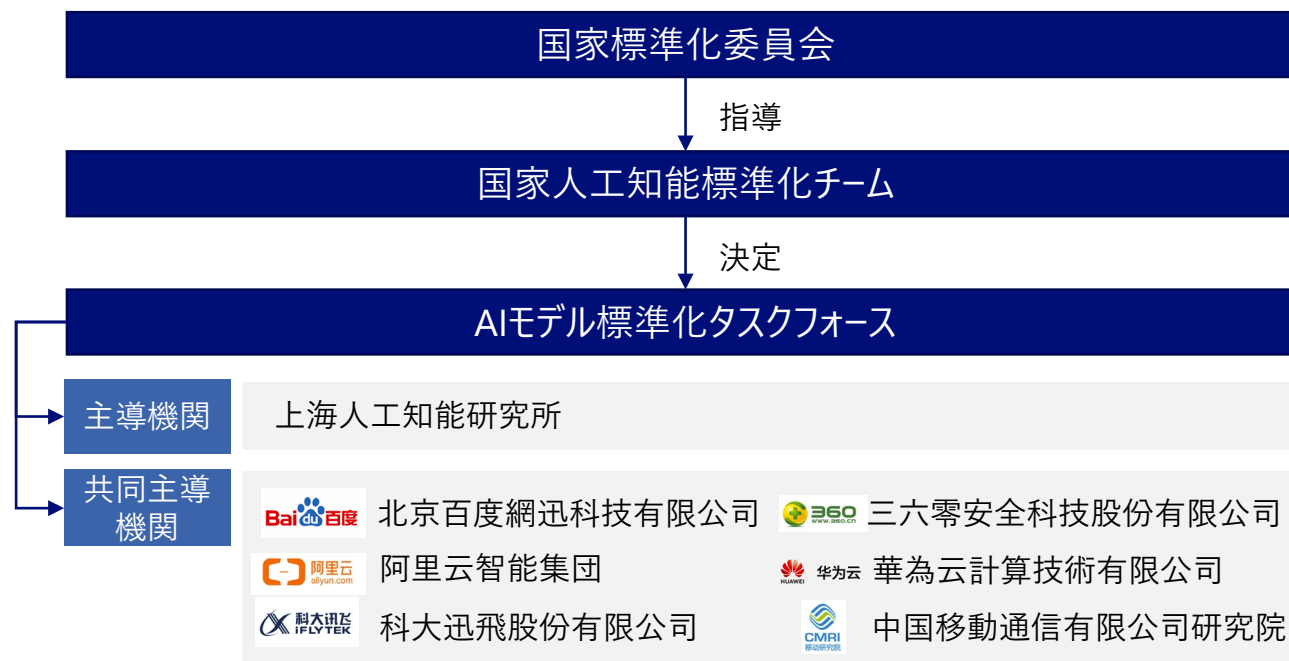 国家標準化委員会
指導
国家人工知能標準化チーム
決定
AIモデル標準化タスクフォース
主導機関
上海人工知能研究所
共同主導
機関
Bai du 百度 北京百度網迅科技有限公司
360 www.360.cn 三六零安全科技股份有限公司
阿里云 aliyun.com 阿里云智能集团
HUAWEI 华为云 華為云計算技術有限公司
科大讯飞 iFLYTEK 科大迅飛股份有限公司
CMRI 移动研究院 中国移動通信有限公司研究院